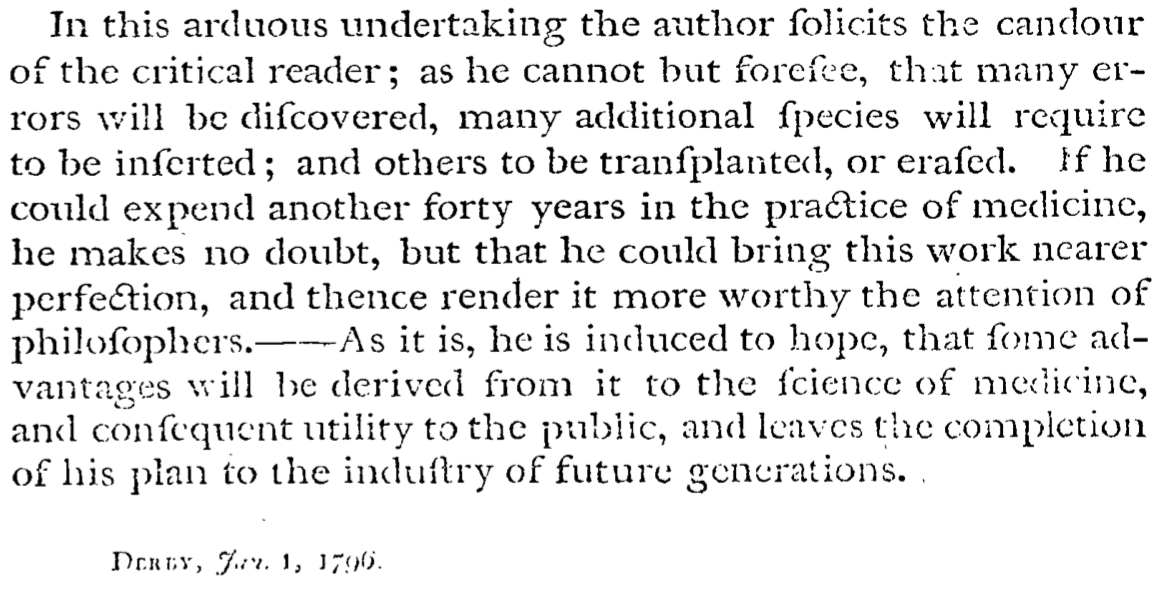 In this arduous undertaking the author ſolicits the candour
of the critical reader; as he cannot but foreſee, that many er-
rors will be diſcovered, many additional ſpecies will require
to be inſerted; and others to be tranſplanted, or eraſed. If he
could expend another forty years in the practice of medicine,
he makes no doubt, but that he could bring this work nearer
perfection, and thence render it more worthy the attention of
philoſophers.——As it is, he is induced to hope, that ſome ad-
vantages will be derived from it to the ſcience of medicine,
and conſequent utility to the public, and leaves the completion
of his plan to the induſtry of future generations.
DERBY, Jan. 1, 1796.